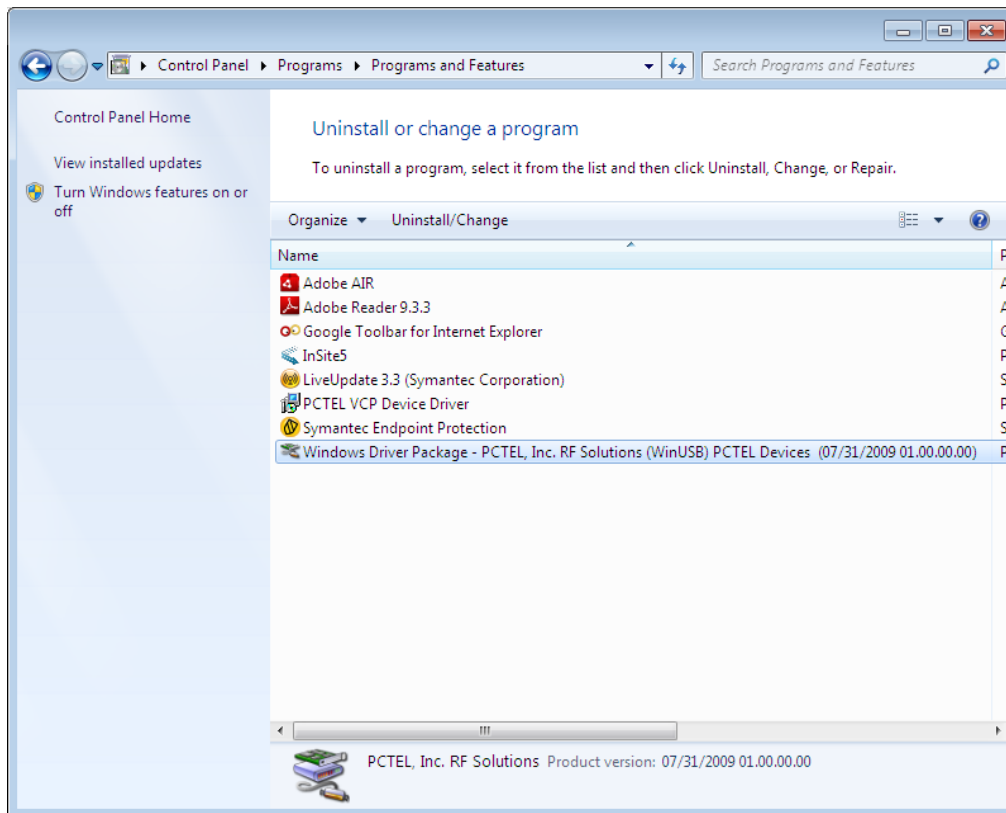 Control Panel Programs Programs and Features
Search Programs and Features
Control Panel Home
View installed updates
Turn Windows features on or
off
Uninstall or change a program
To uninstall a program, select it from the list and then click Uninstall, Change, or Repair.
Organize Uninstall/Change
Name
Adobe AIR
Adobe Reader 9.3.3
Google Toolbar for Internet Explorer
InSite5
LiveUpdate 3.3 (Symantec Corporation)
PCTEL VCP Device Driver
Symantec Endpoint Protection
Windows Driver Package - PCTEL, Inc. RF Solutions (WinUSB) PCTEL Devices (07/31/2009 01.00.00.00)
PCTEL, Inc. RF Solutions Product version: 07/31/2009 01.00.00.00